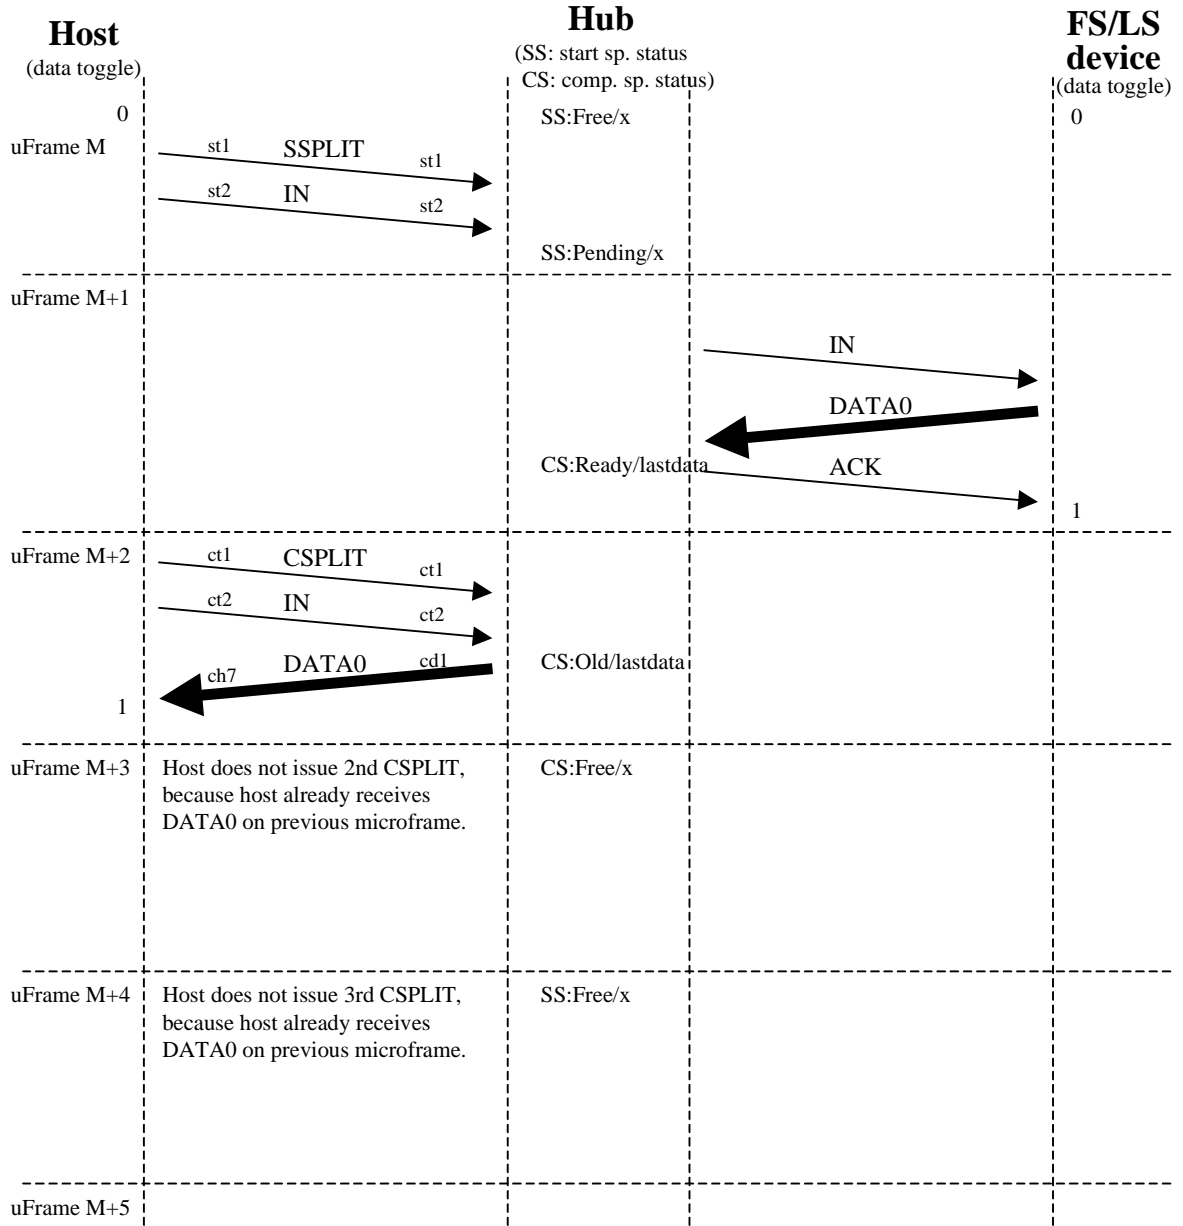 Host
(data toggle)
Hub
(SS: start sp. status
CS: comp. sp. status)
FS/LS
device
(data toggle)
0
SS:Free/x
0
uFrame M
st1
SSPLIT
st1
st2
IN
st2
SS:Pending/x
uFrame M+1
IN
DATA0
CS:Ready/lastdata
ACK
1
uFrame M+2
ct1
CSPLIT
ct1
ct2
IN
ct2
ch7
DATA0
cd1
CS:Old/lastdata
1
uFrame M+3
Host does not issue 2nd CSPLIT,
because host already receives
DATA0 on previous microframe.
CS:Free/x
uFrame M+4
Host does not issue 3rd CSPLIT,
because host already receives
DATA0 on previous microframe.
SS:Free/x
uFrame M+5